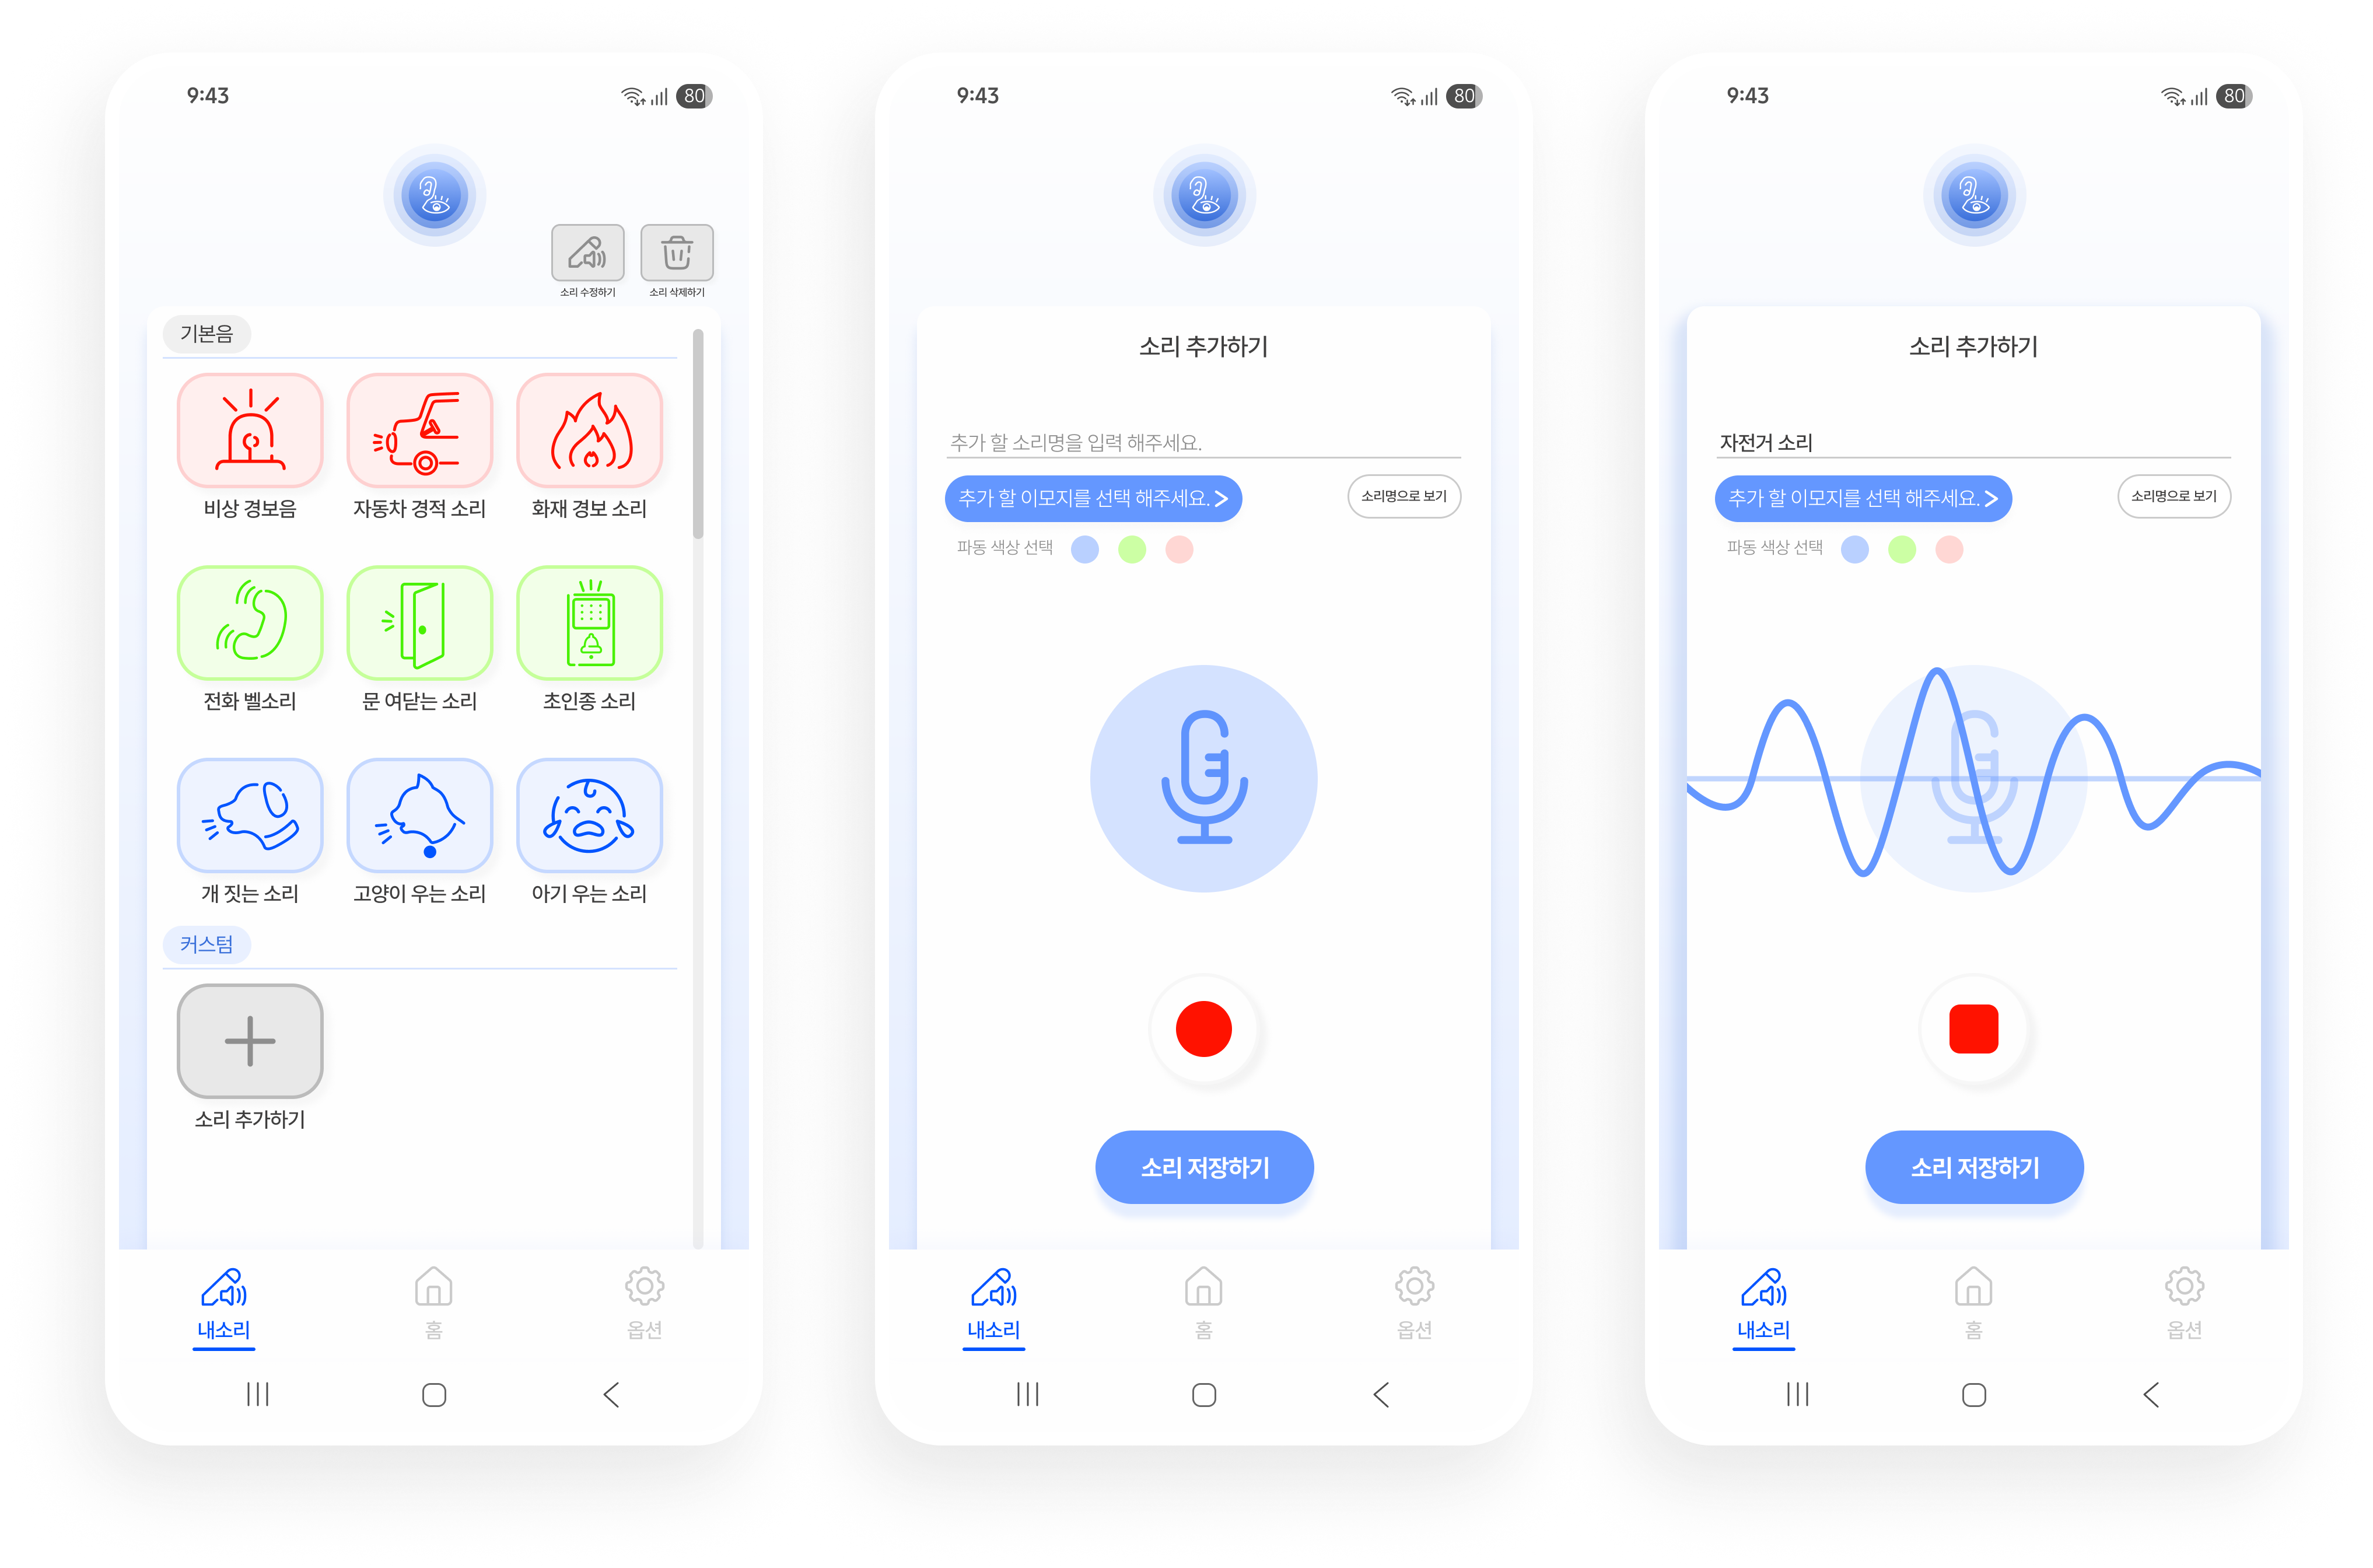 9:43
80
소리 수정하기 소리 삭제하기
기본음
비상 경보음 자동차 경적 소리 화재 경보 소리
전화 벨소리 문 여닫는 소리 초인종 소리
개 짓는 소리 고양이 우는 소리 아기 우는 소리
커스텀
소리 추가하기
내소리 홈 옵션
9:43
80
소리 추가하기
추가 할 소리명을 입력 해주세요.
추가 할 이모지를 선택 해주세요. 소리명으로 보기
파동 색상 선택
소리 저장하기
내소리 홈 옵션
9:43
80
소리 추가하기
자전거 소리
추가 할 이모지를 선택 해주세요. 소리명으로 보기
파동 색상 선택
소리 저장하기
내소리 홈 옵션